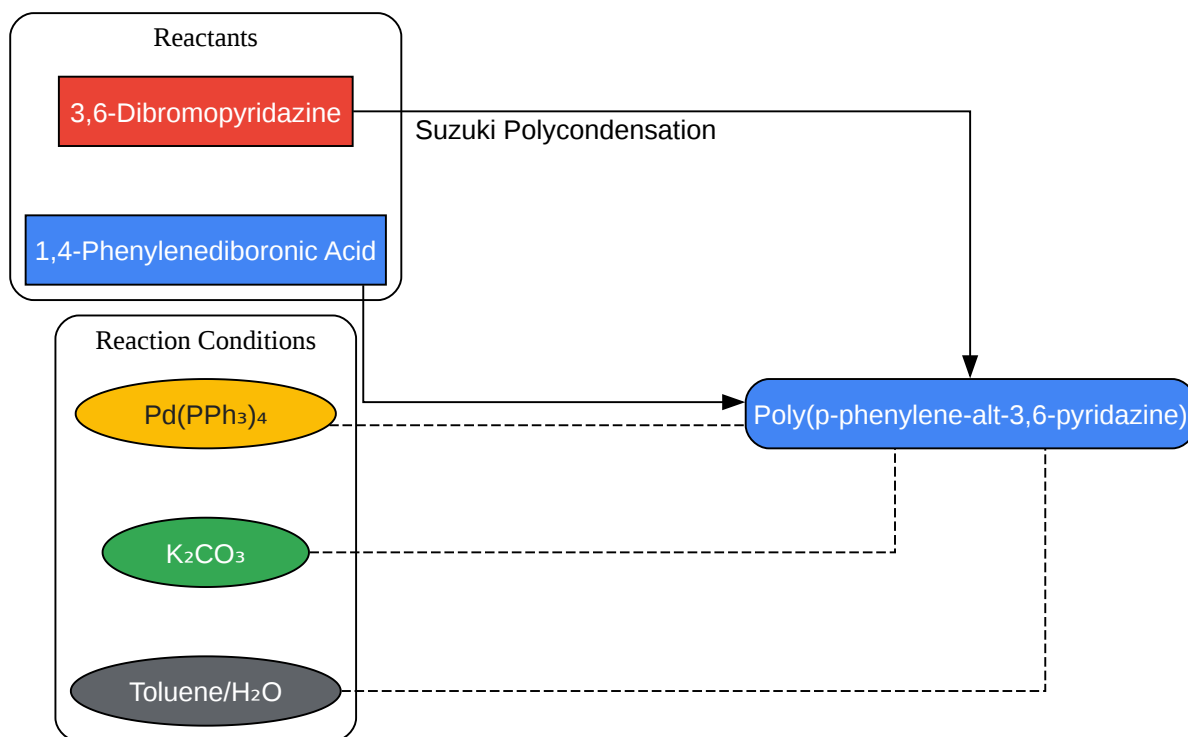 Reactants
3,6-Dibromopyridazine
Suzuki Polycondensation
1,4-Phenylenediboronic Acid
Reaction Conditions
Pd(PPh₃)₄
Poly(p-phenylene-alt-3,6-pyridazine)
K₂CO₃
Toluene/H₂O